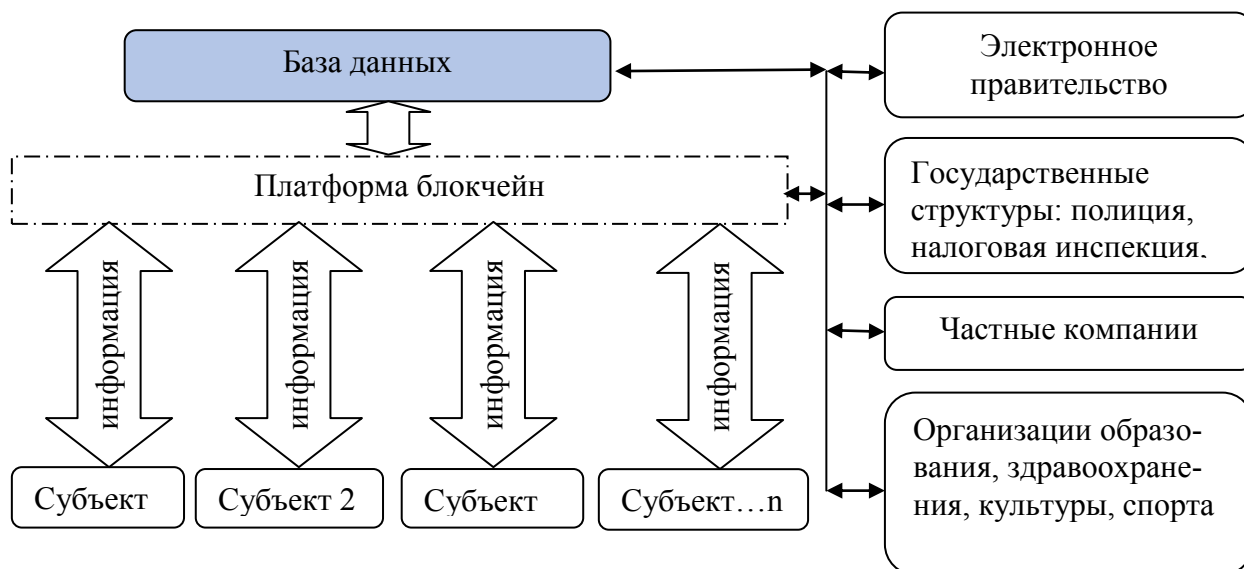 База данных
Электронное
правительство
Платформа блокчейн
Государственные
структуры: полиция,
налоговая инспекция,
информация
информация
информация
информация
Частные компании
Организации образо-
вания, здравоохране-
ния, культуры, спорта
Субъект
Субъект 2
Субъект
Субъект...n